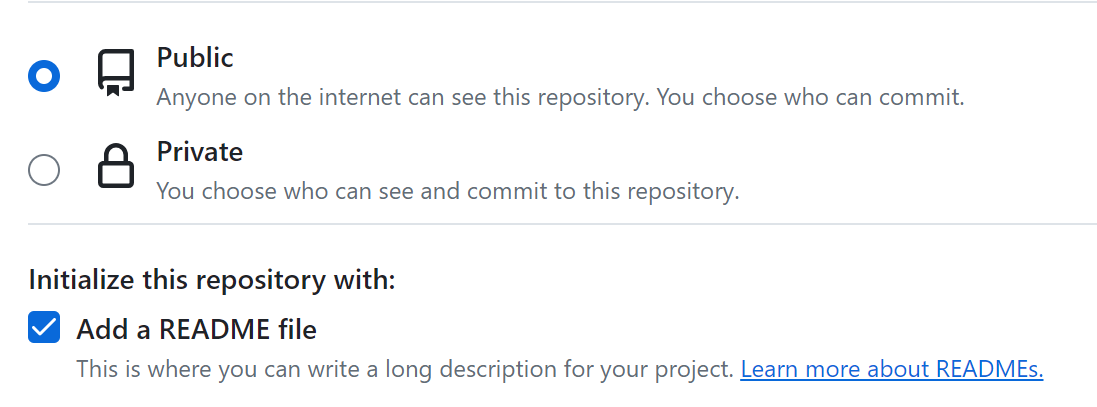 Public
Anyone on the internet can see this repository. You choose who can commit.
Private
You choose who can see and commit to this repository.
Initialize this repository with:
Add a README file
This is where you can write a long description for your project. Learn more about READMEs.